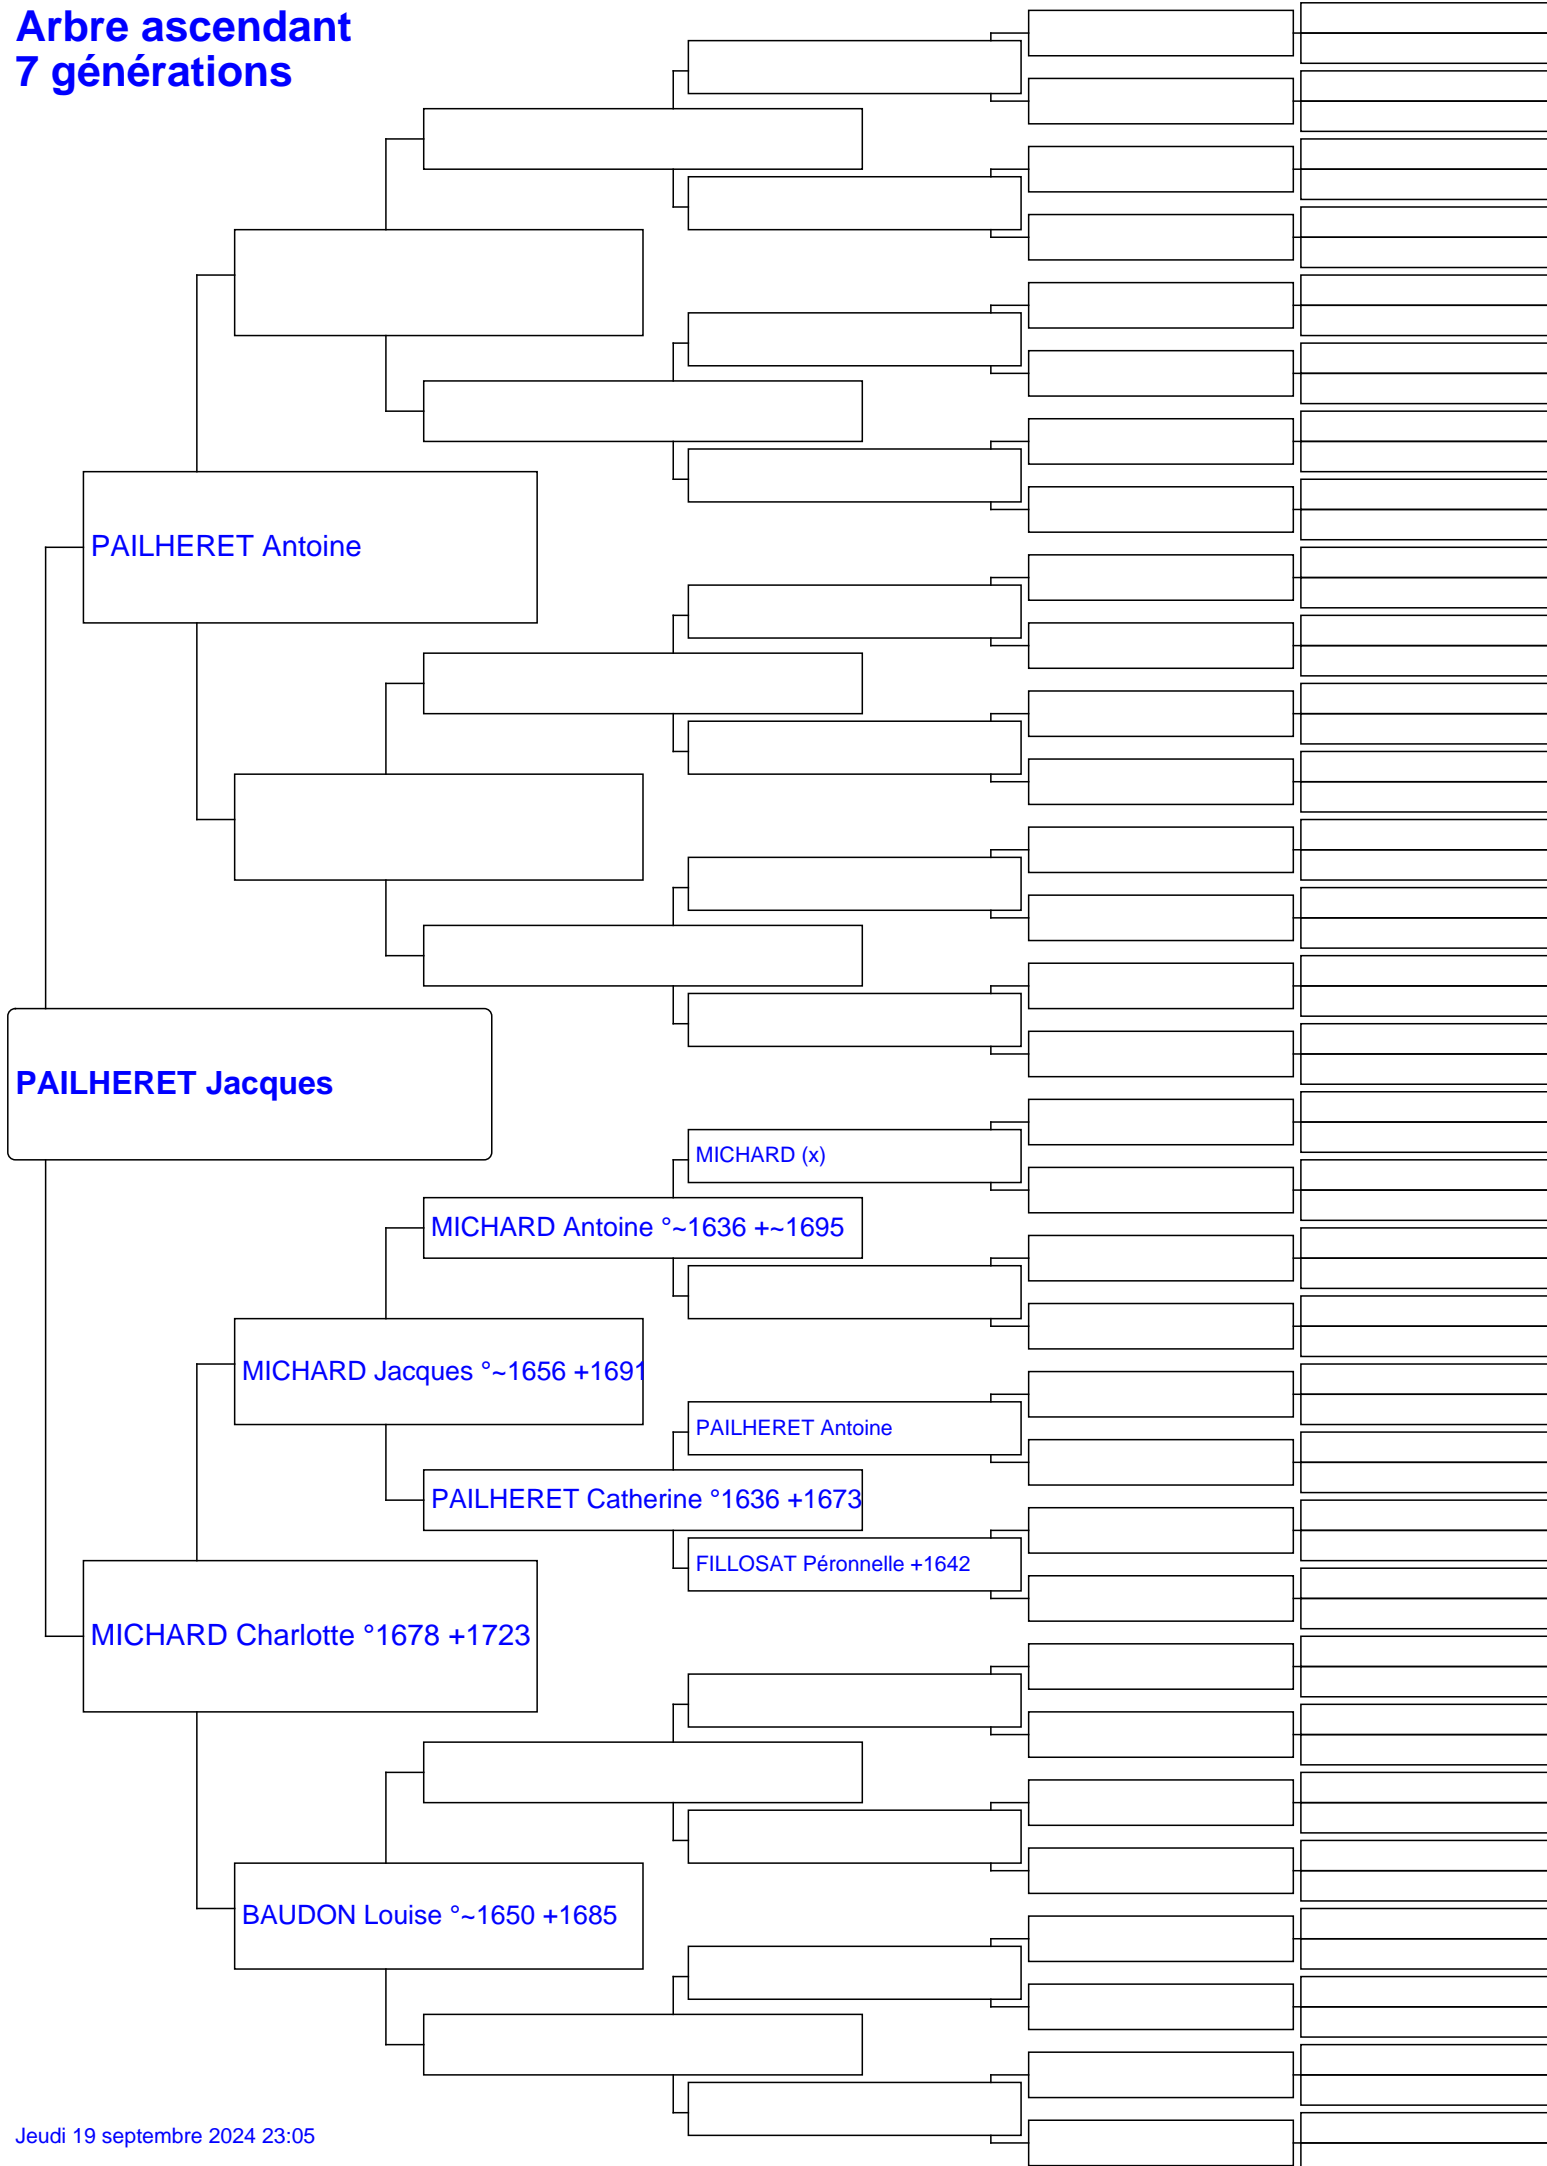 Arbre ascendant
7 générations
PAILHERET Antoine
PAILHERET Jacques
MICHARD (x)
MICHARD Antoine °~1636 +~1695
MICHARD Jacques °~1656 +1691
PAILHERET Antoine
PAILHERET Catherine °1636 +1673
FILLOSAT Péronnelle +1642
MICHARD Charlotte °1678 +1723
BAUDON Louise °~1650 +1685
Jeudi 19 septembre 2024 23:05